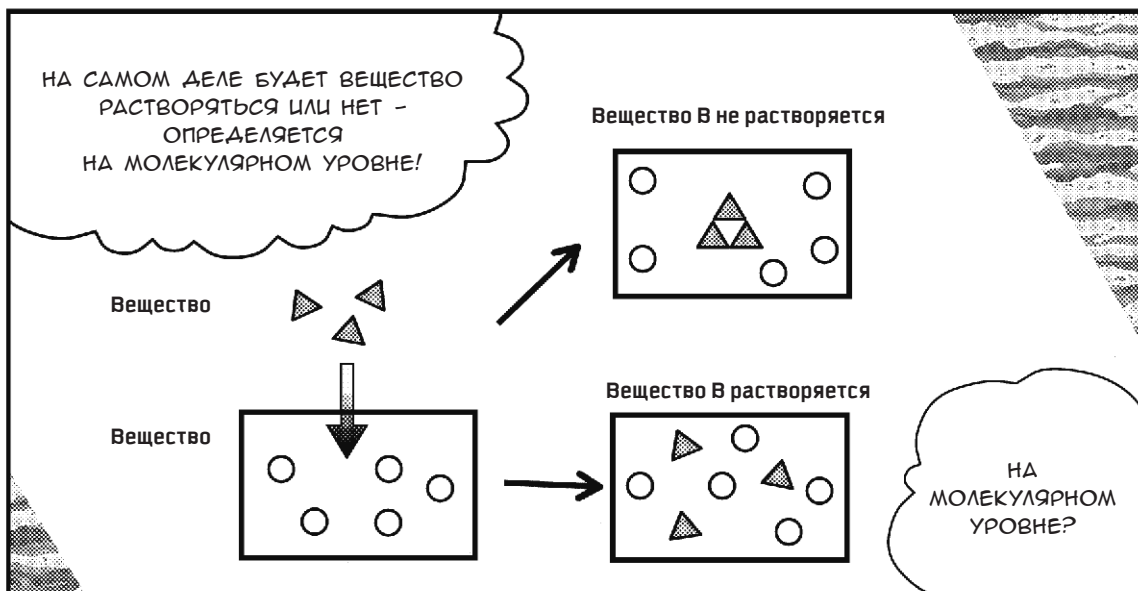 НА САМОМ ДЕЛЕ БУДЕТ ВЕЩЕСТВО
РАСТВОРЯТЬСЯ ИЛИ НЕТ –
ОПРЕДЕЛЯЕТСЯ
НА МОЛЕКУЛЯРНОМ УРОВНЕ!
Вещество В не растворяется
Вещество
Вещество В растворяется
Вещество
НА
МОЛЕКУЛЯРНОМ
УРОВНЕ?